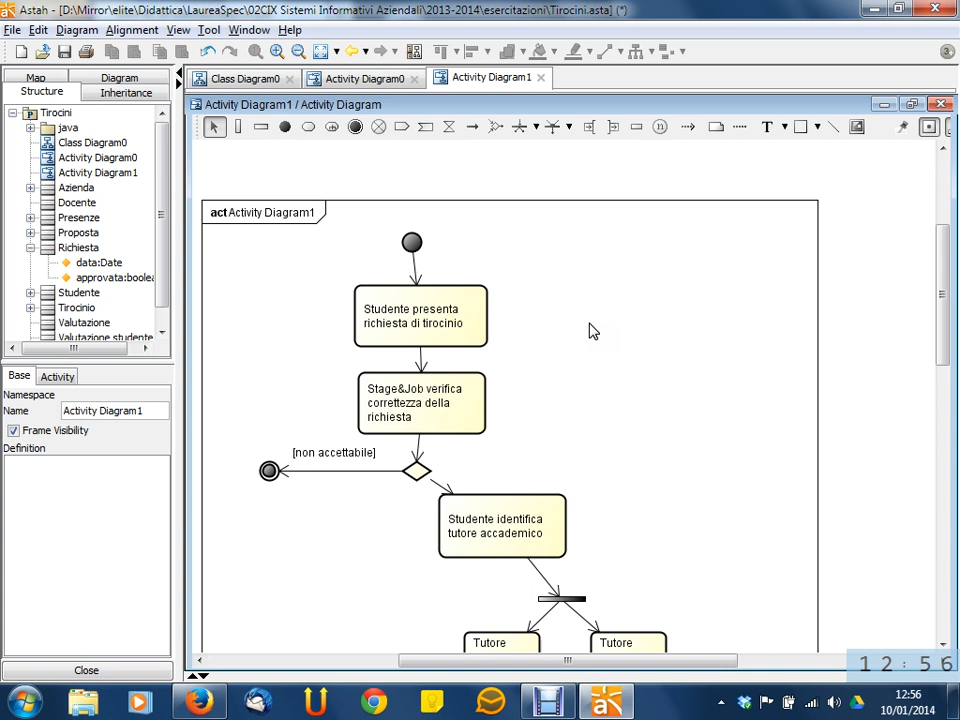 Astah - [D:\Mirror\elite\Didattica\LaureaSpec\02CIX Sistemi Informativi Aziendali\2013-2014\esercitazioni\Tirocini.asta] (*)
File Edit Diagram Alignment View Tool Window Help
Map Diagram
Structure Inheritance
Tirocini
java
Class Diagram0
Activity Diagram0
Activity Diagram1
Azienda
Docente
Presenze
Proposta
Richiesta
data:Date
approvata:boolea
Studente
Tirocinio
Valutazione
Valutazione studente
Base Activity
Namespace
Name Activity Diagram1
Frame Visibility
Definition
Close
Class Diagram0 Activity Diagram0 Activity Diagram1
Activity Diagram1 / Activity Diagram
T
act Activity Diagram1
Studente presenta
richiesta di tirocinio
Stage&Job verifica
correttezza della
richiesta
[non accettabile]
Studente identifica
tutore accademico
Tutore
Tutore
12:56
12:56
10/01/2014